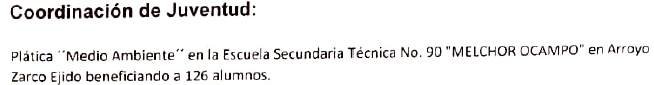 Coordinación de Juventud:
Plática ´´Medio Ambiente´´ en la Escuela Secundaria Técnica No. 90 "MELCHOR OCAMPO" en Arroyo
Zarco Ejido beneficiando a 126 alumnos.